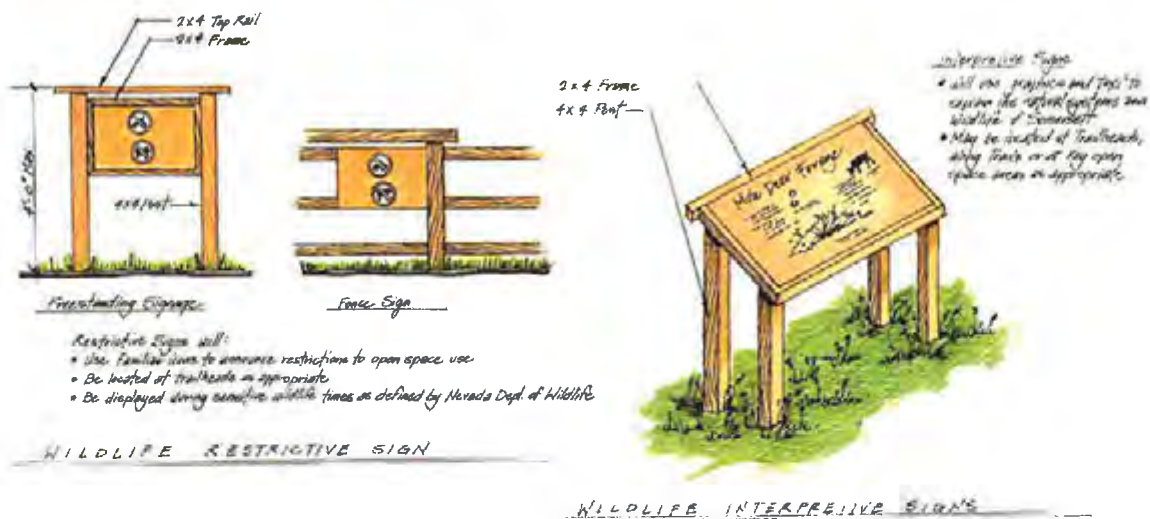 2x4 Top Rail
2x4 Frame
4x4 Post
Freestanding Signage
Fence Sign
Restrictive Signs will:
• Use Familiar icons to announce restrictions to open space use
• Be located at trailheads as appropriate
• Be displayed during sensitive wildlife times as defined by Nevada Dept. of Wildlife
WILDLIFE RESTRICTIVE SIGN
2x4 Frame
4x4 Post
Mule Deer
Interpretive Signs
• Will use graphics and text to
explain the natural systems and
Wildlife of Somersett
• May be located at Trailheads,
along Trails or at key open
space areas as appropriate
WILDLIFE INTERPREIIVE SIGNS